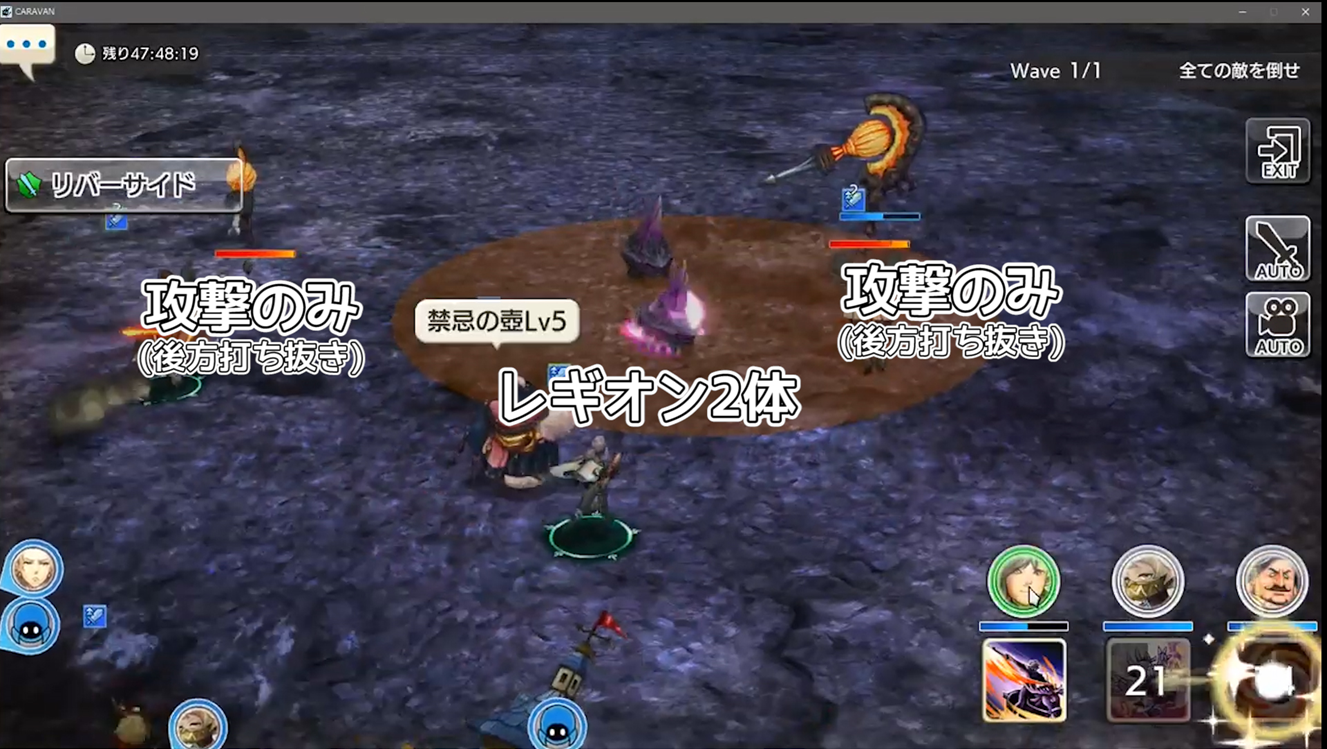 CARAVAN
残り47:48:19
Wave 1/1
全ての敵を倒せ
EXIT
リバーサイド
AUTO
攻撃のみ
(後方打ち抜き)
攻撃のみ
(後方打ち抜き)
禁忌の壺Lv5
AUTO
レギオン2体
21